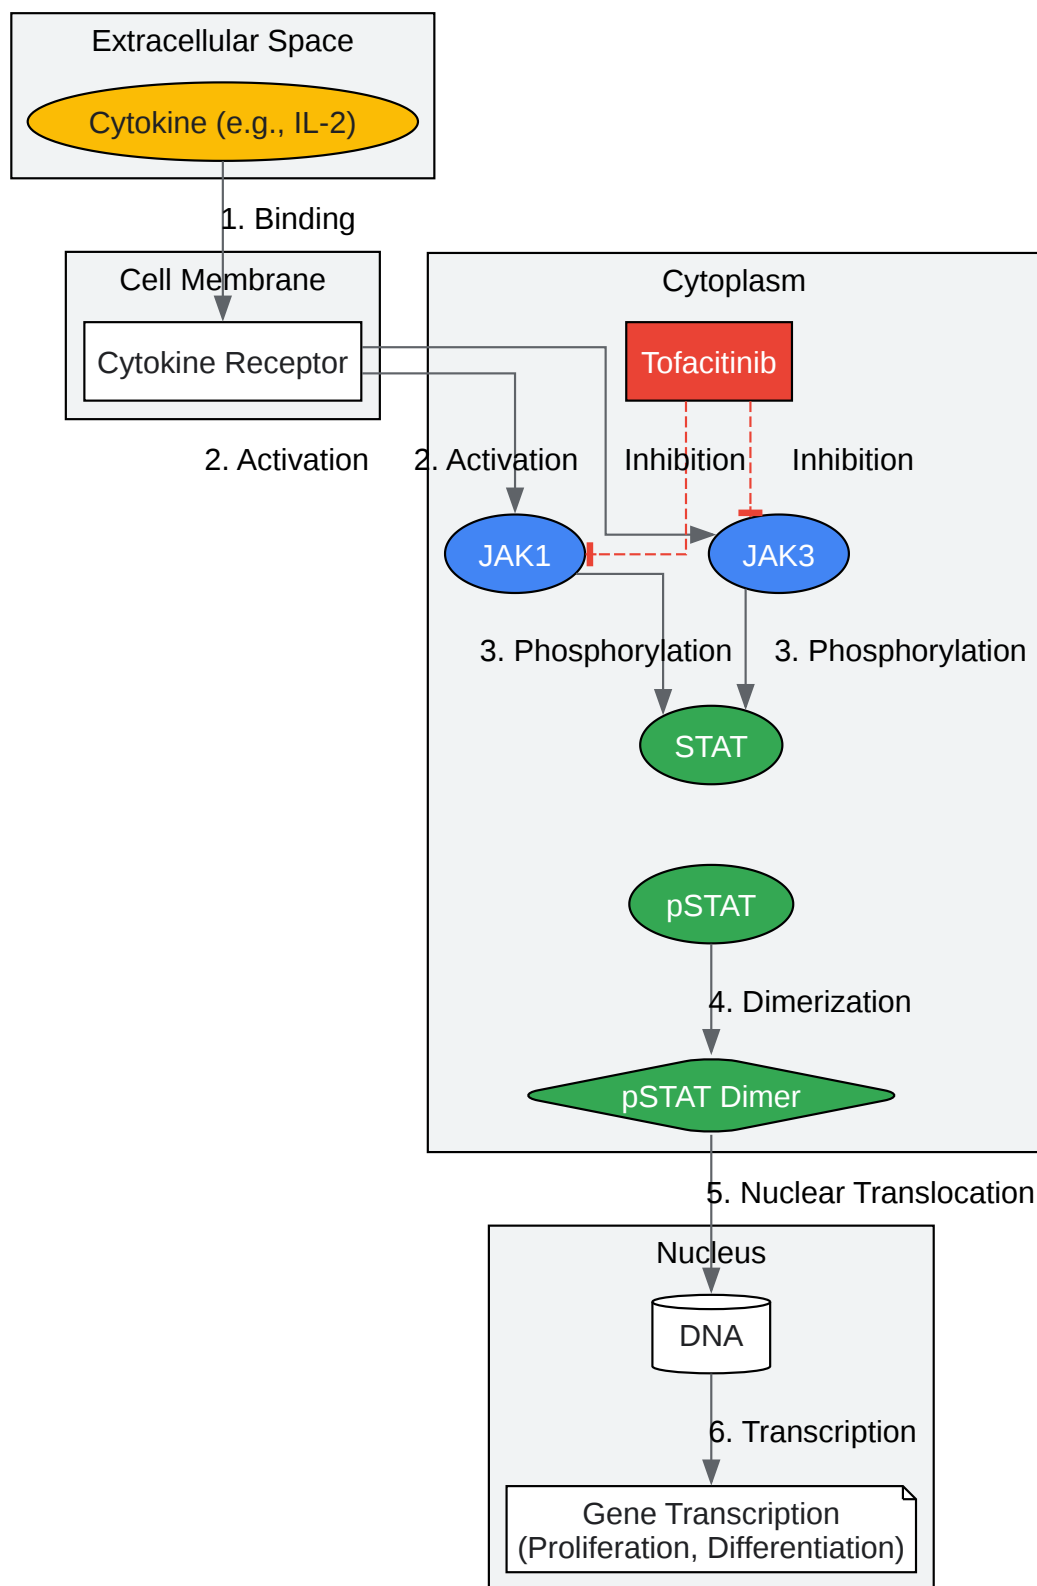 Extracellular Space
Cytokine (e.g., IL-2)
1. Binding
Cell Membrane
Cytoplasm
Cytokine Receptor
Tofacitinib
2. Activation
2. Activation
Inhibition
Inhibition
JAK1
JAK3
3. Phosphorylation
3. Phosphorylation
STAT
pSTAT
4. Dimerization
pSTAT Dimer
5. Nuclear Translocation
Nucleus
DNA
6. Transcription
Gene Transcription
(Proliferation, Differentiation)